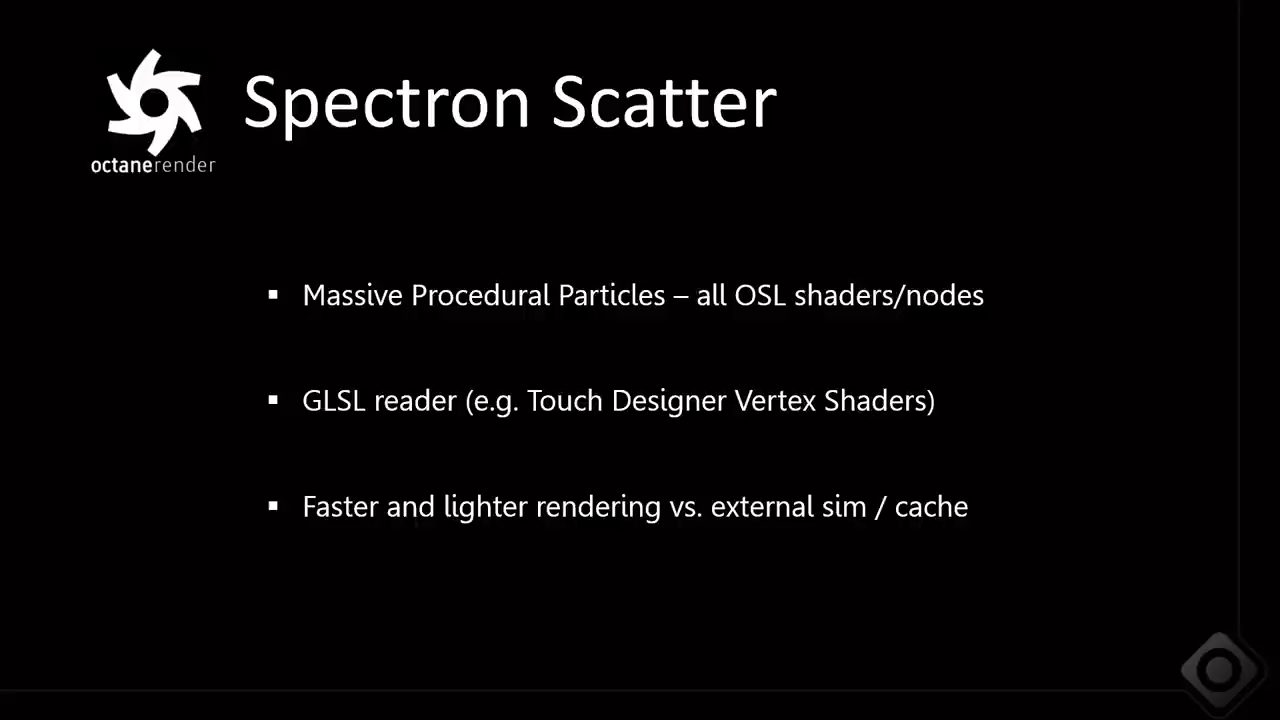 Spectron Scatter
octanerender
▪ Massive Procedural Particles – all OSL shaders/nodes
▪ GLSL reader (e.g. Touch Designer Vertex Shaders)
▪ Faster and lighter rendering vs. external sim / cache